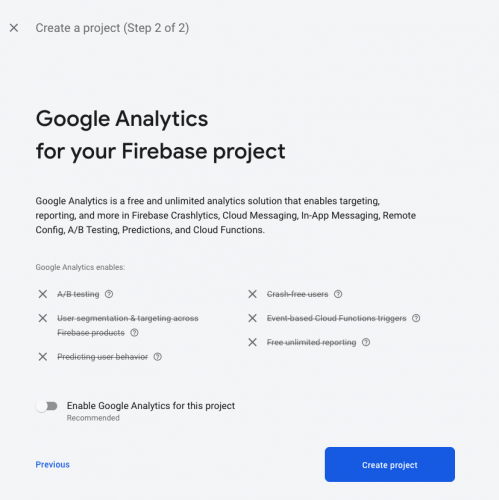 Create a project (Step 2 of 2)
Google Analytics
for your Firebase project
Google Analytics is a free and unlimited analytics solution that enables targeting,
reporting, and more in Firebase Crashlytics, Cloud Messaging, In-App Messaging, Remote
Config, A/B Testing, Predictions, and Cloud Functions.
Google Analytics enables:
A/B testing
User segmentation & targeting across
Firebase products
Predicting user behavior
Crash-free users
Event-based Cloud Functions triggers
Free unlimited reporting
Enable Google Analytics for this project
Recommended
Previous
Create project